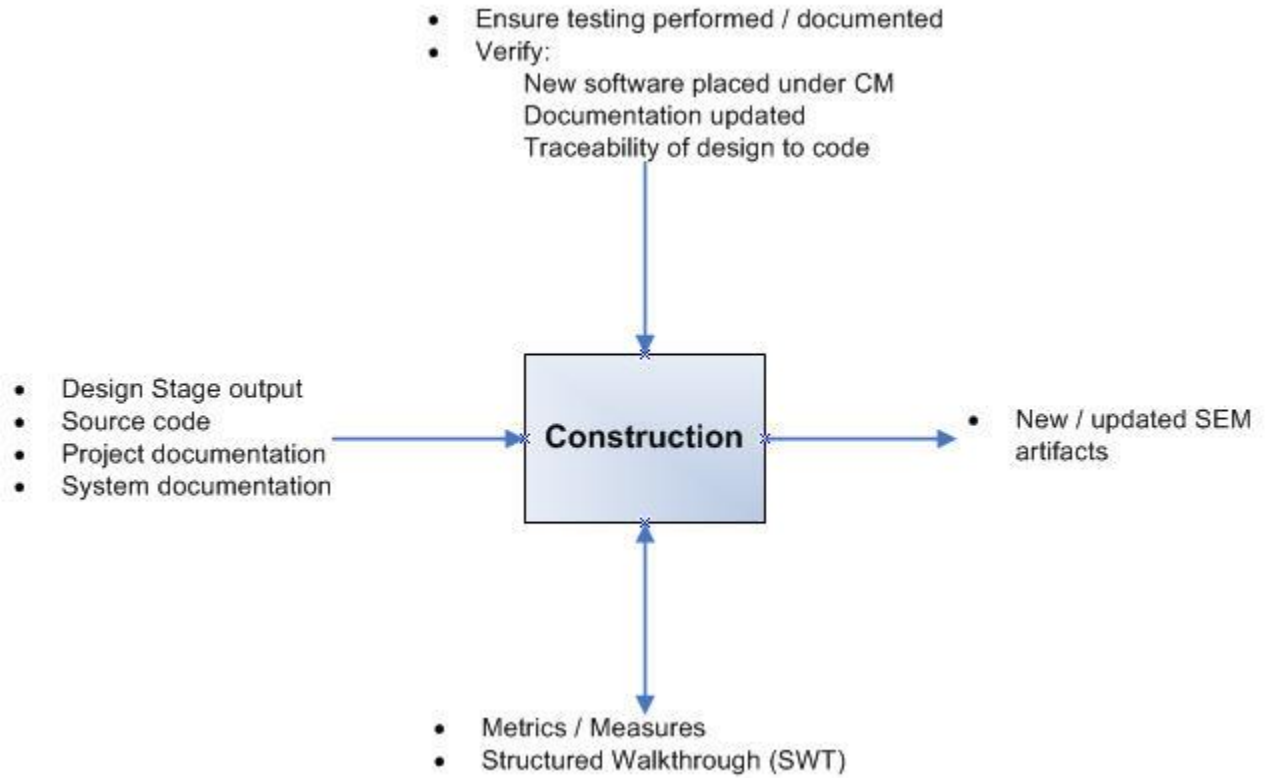 • Ensure testing performed / documented
• Verify:
New software placed under CM
Documentation updated
Traceability of design to code
• Design Stage output
• Source code
• Project documentation
• System documentation
Construction
• New / updated SEM
artifacts
• Metrics / Measures
• Structured Walkthrough (SWT)